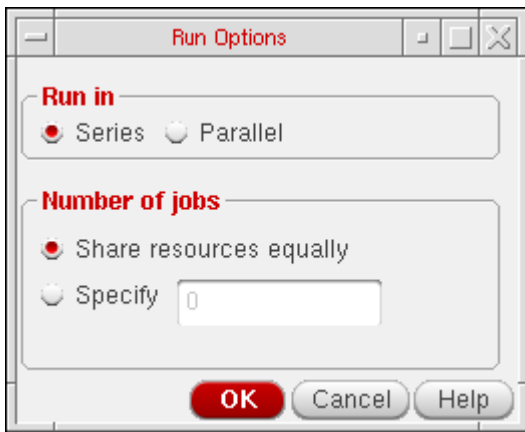 Run Options
Run in
Series Parallel
Number of jobs
Share resources equally
Specify 0
OK Cancel Help